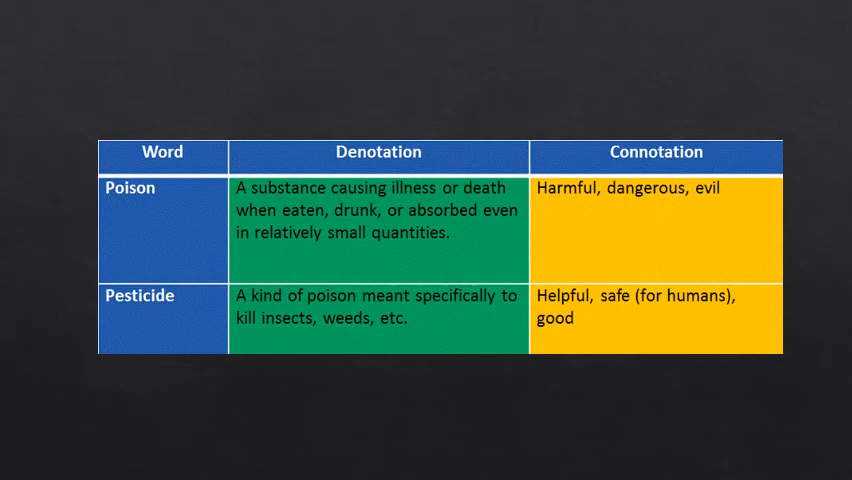 Word Denotation Connotation
Poison A substance causing illness or death Harmful, dangerous, evil
when eaten, drunk, or absorbed even
in relatively small quantities.
Pesticide A kind of poison meant specifically to Helpful, safe (for humans),
kill insects, weeds, etc. good